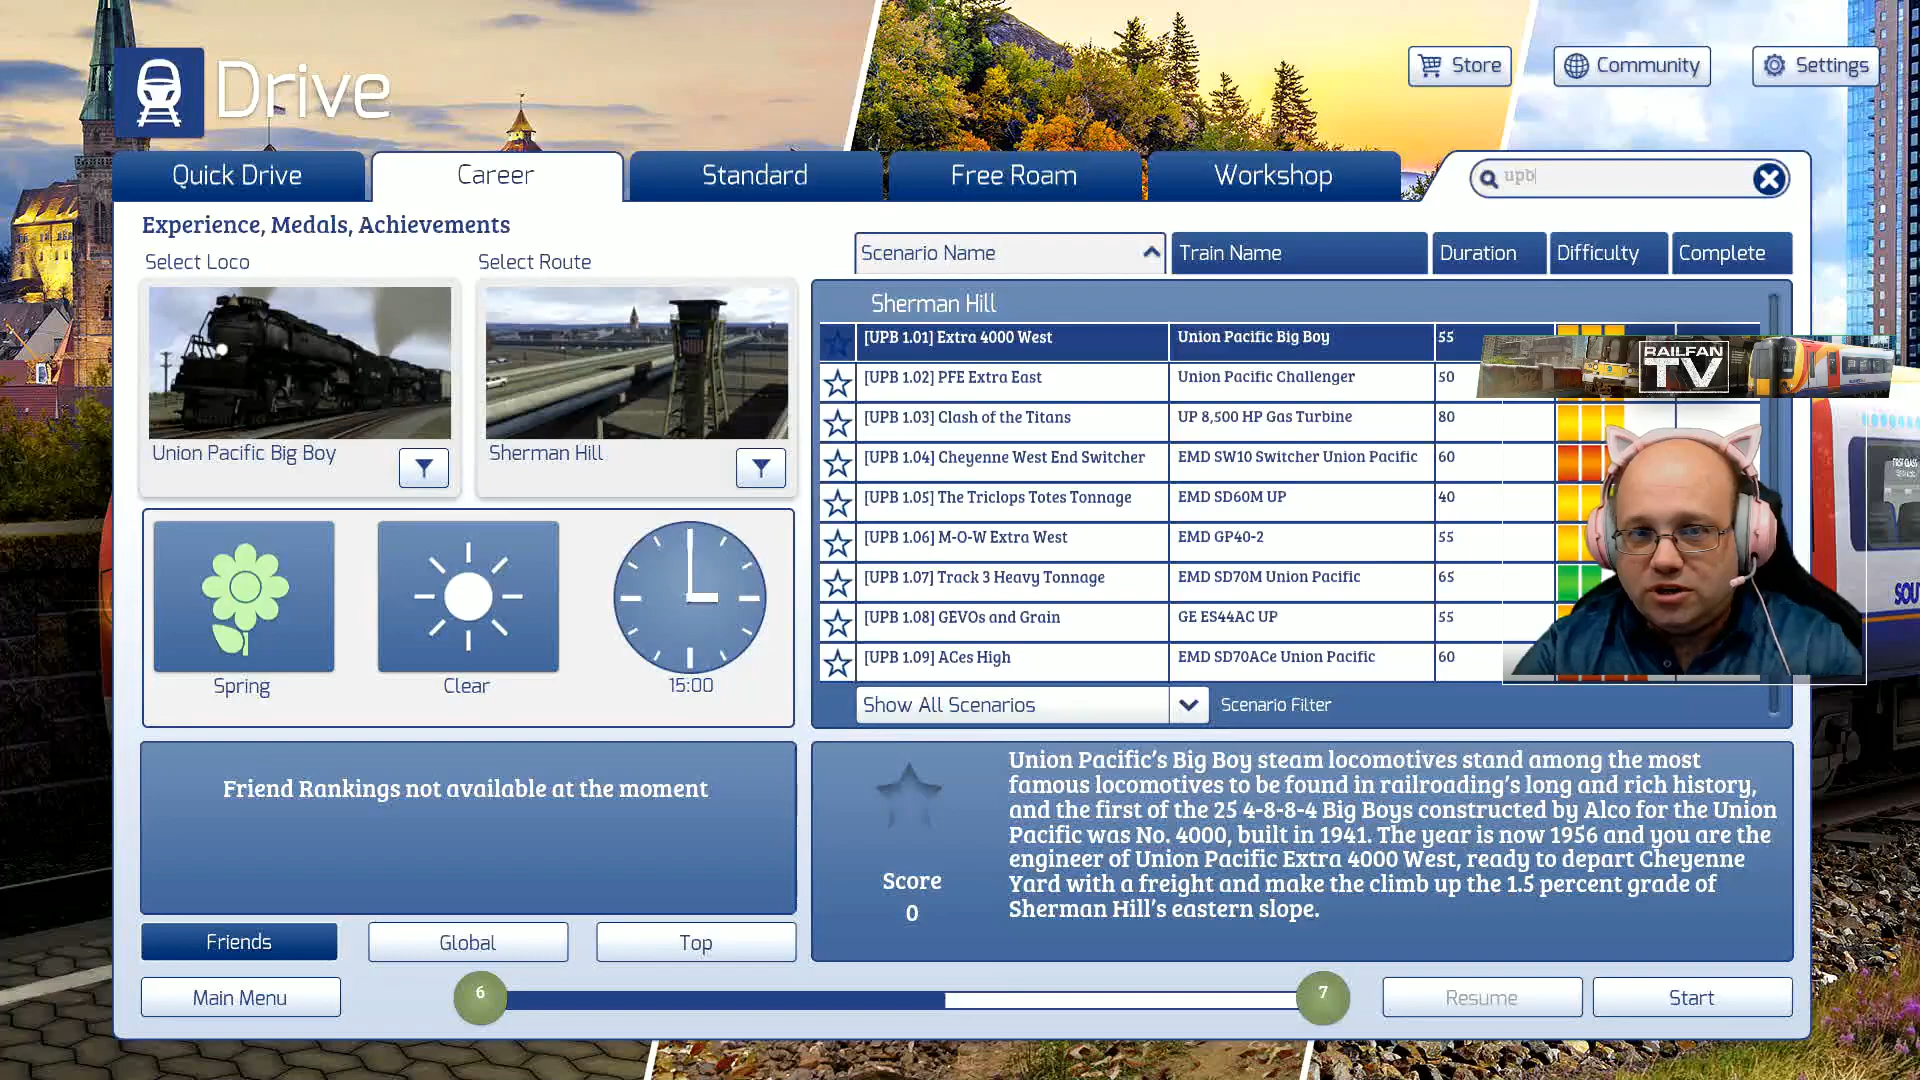 Drive
Store
Community
Settings
Quick Drive
Career
Standard
Free Roam
Workshop
upb
Experience, Medals, Achievements
Select Loco
Select Route
Union Pacific Big Boy
Sherman Hill
Spring
Clear
15:00
Scenario Name
Train Name
Duration
Difficulty
Complete
Sherman Hill
[UPB 1.01] Extra 4000 West Union Pacific Big Boy 55
[UPB 1.02] PFE Extra East Union Pacific Challenger 50
[UPB 1.03] Clash of the Titans UP 8,500 HP Gas Turbine 80
[UPB 1.04] Cheyenne West End Switcher EMD SW10 Switcher Union Pacific 60
[UPB 1.05] The Triclops Totes Tonnage EMD SD60M UP 40
[UPB 1.06] M-O-W Extra West EMD GP40-2 55
[UPB 1.07] Track 3 Heavy Tonnage EMD SD70M Union Pacific 65
[UPB 1.08] GEVOs and Grain GE ES44AC UP 55
[UPB 1.09] ACes High EMD SD70ACe Union Pacific 60
Show All Scenarios
Scenario Filter
RAILFAN
TV
FIRST CLASS
SOU
Friend Rankings not available at the moment
Friends
Global
Top
Score
0
Union Pacific's Big Boy steam locomotives stand among the most
famous locomotives to be found in railroading's long and rich history,
and the first of the 25 4-8-8-4 Big Boys constructed by Alco for the Union
Pacific was No. 4000, built in 1941. The year is now 1956 and you are the
engineer of Union Pacific Extra 4000 West, ready to depart Cheyenne
Yard with a freight and make the climb up the 1.5 percent grade of
Sherman Hill's eastern slope.
Main Menu
6
7
Resume
Start